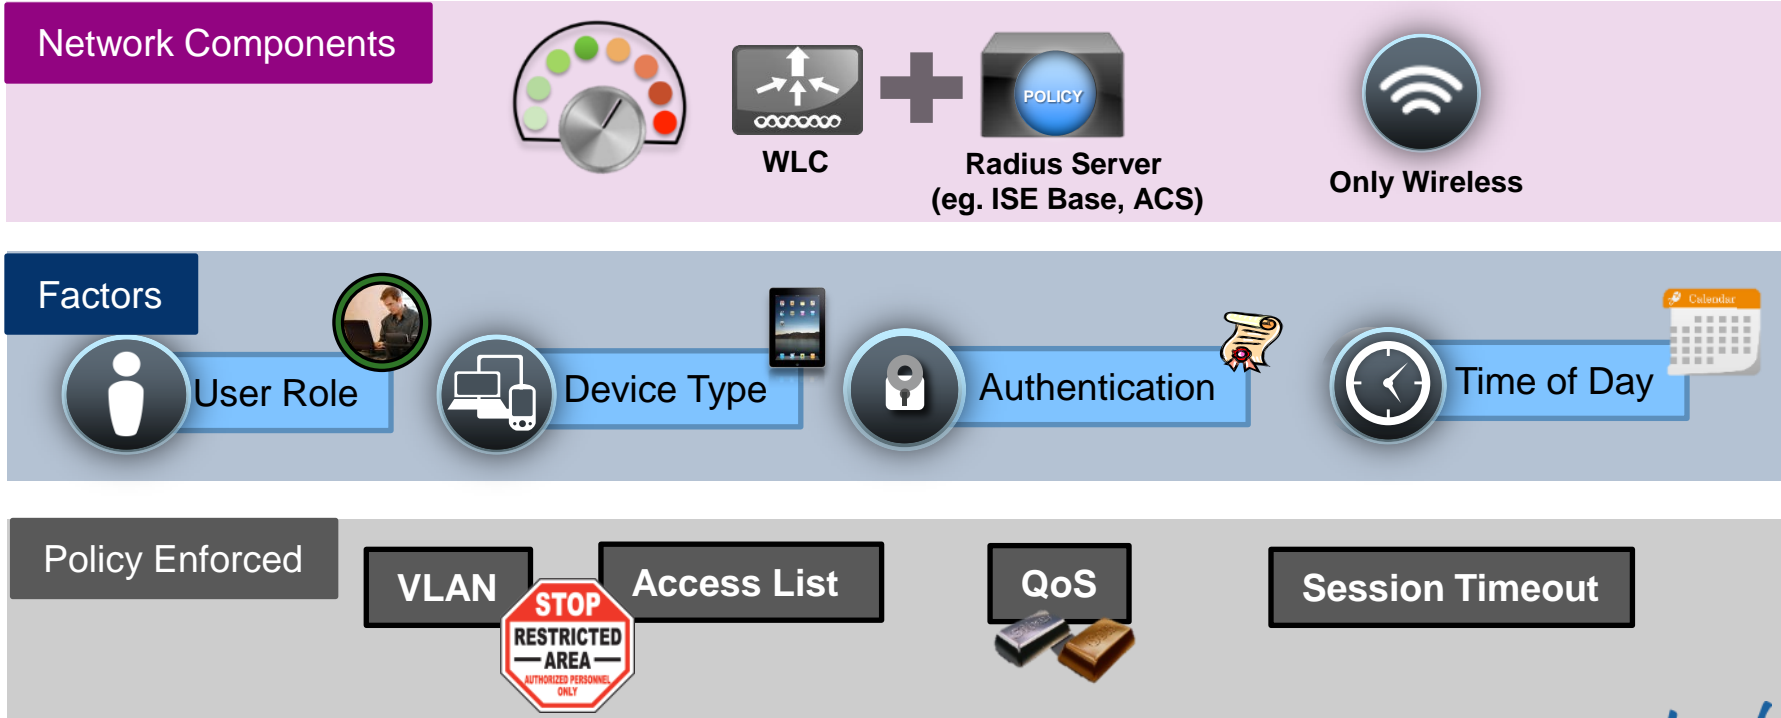 Network Components
POLICY
WLC
Radius Server
(eg. ISE Base, ACS)
Only Wireless
Factors
Calendar
User Role
Device Type
Authentication
Time of Day
Policy Enforced
VLAN
Access List
QoS
Session Timeout
STOP
RESTRICTED
AREA
AUTHORIZED PERSONNEL
ONLY